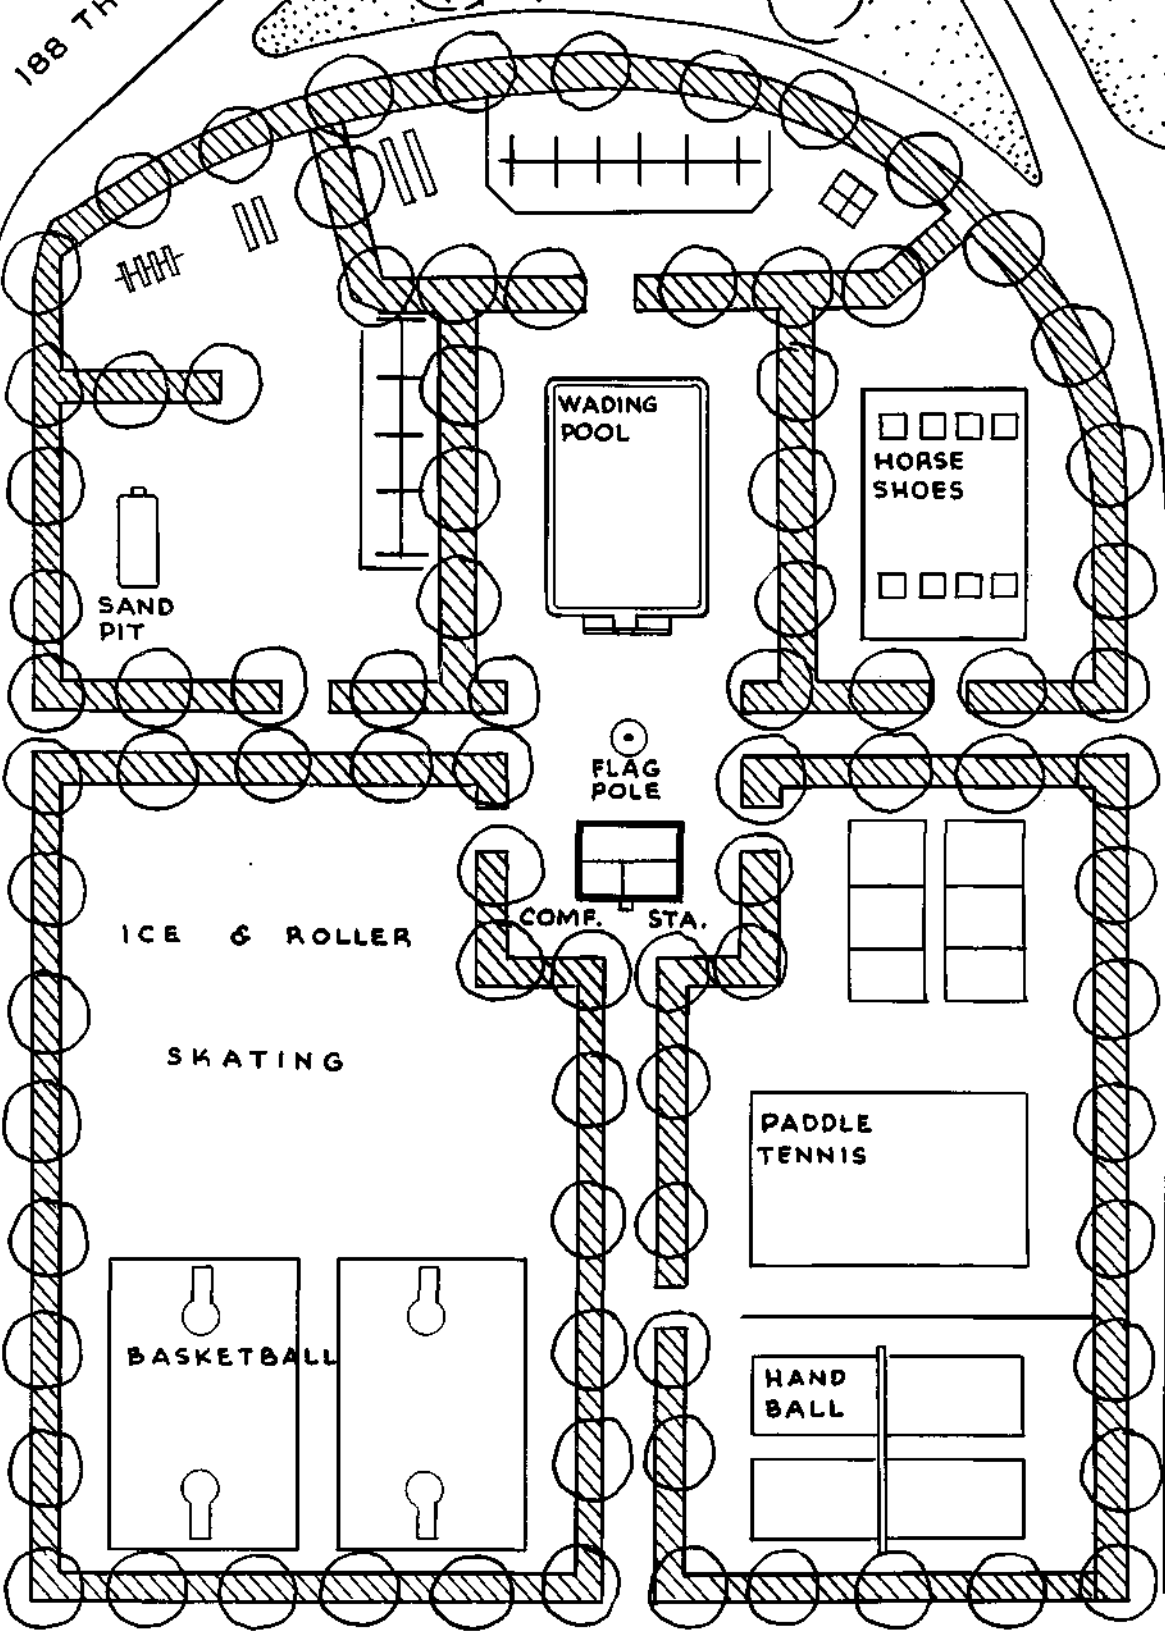 188 TH
WADING
POOL
HORSE
SHOES
SAND
PIT
FLAG
POLE
COMF. STA.
ICE & ROLLER
SKATING
PADDLE
TENNIS
BASKETBALL
HAND
BALL